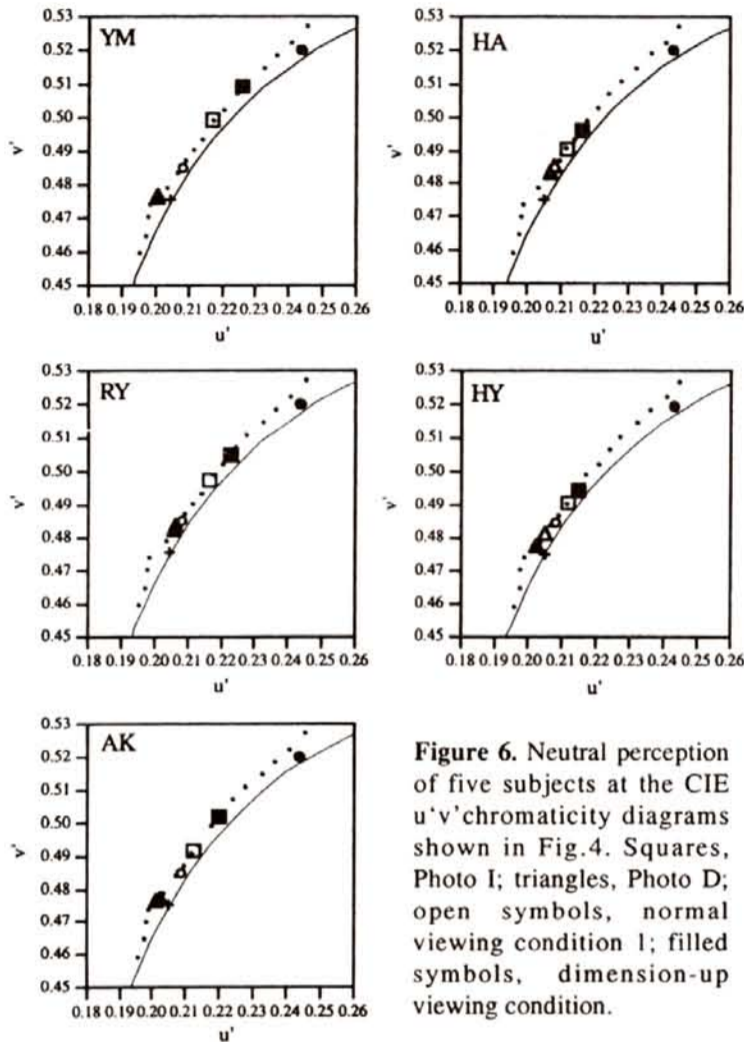 YM
0.53
0.52
0.51
0.50
0.49
0.48
0.47
0.46
0.45
v'
0.18 0.19 0.20 0.21 0.22 0.23 0.24 0.25 0.26
u'
HA
0.53
0.52
0.51
0.50
0.49
0.48
0.47
0.46
0.45
v'
0.18 0.19 0.20 0.21 0.22 0.23 0.24 0.25 0.26
u'
RY
0.53
0.52
0.51
0.50
0.49
0.48
0.47
0.46
0.45
v'
0.18 0.19 0.20 0.21 0.22 0.23 0.24 0.25 0.26
u'
HY
0.53
0.52
0.51
0.50
0.49
0.48
0.47
0.46
0.45
v'
0.18 0.19 0.20 0.21 0.22 0.23 0.24 0.25 0.26
u'
AK
0.53
0.52
0.51
0.50
0.49
0.48
0.47
0.46
0.45
v'
0.18 0.19 0.20 0.21 0.22 0.23 0.24 0.25 0.26
u'
Figure 6. Neutral perception
of five subjects at the CIE
u‘v’chromaticity diagrams
shown in Fig.4. Squares,
Photo I; triangles, Photo D;
open symbols, normal
viewing condition 1; filled
symbols, dimension-up
viewing condition.